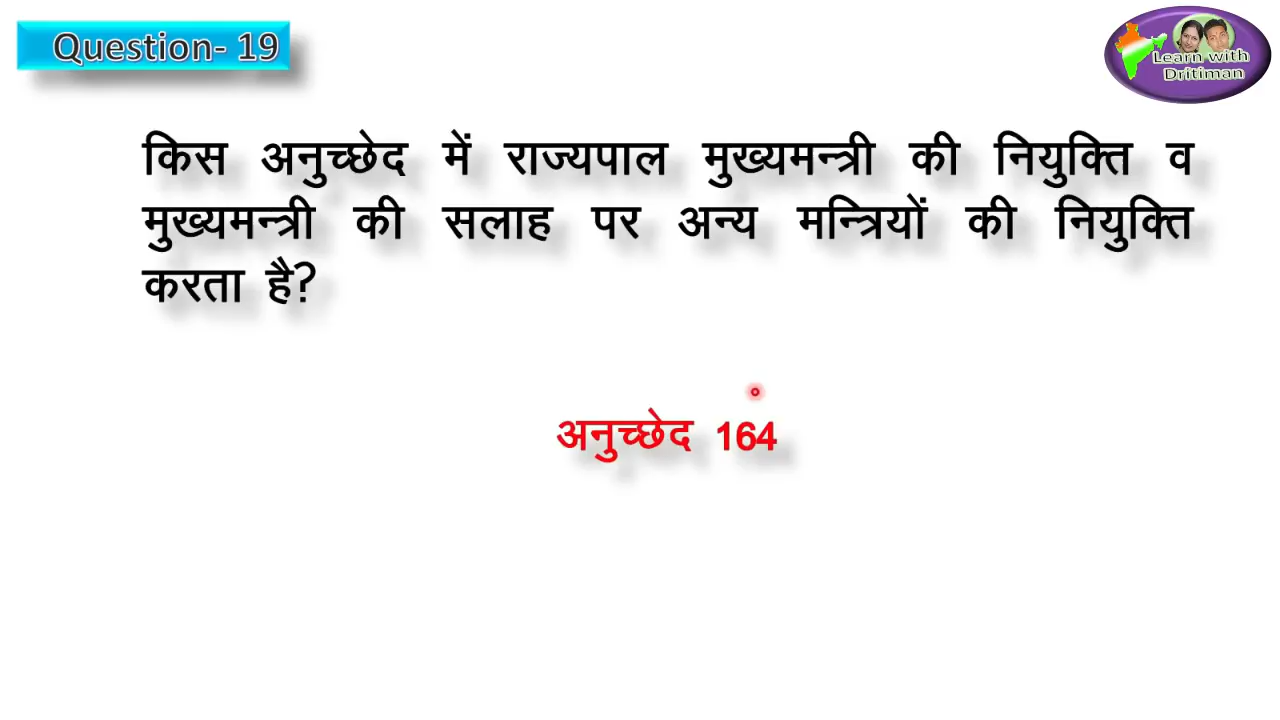 Question- 19
Learn with
Dritiman
किस अनुच्छेद में राज्यपाल मुख्यमन्त्री की नियुक्ति व
मुख्यमन्त्री की सलाह पर अन्य मन्त्रियों की नियुक्ति
करता है?
अनुच्छेद 164